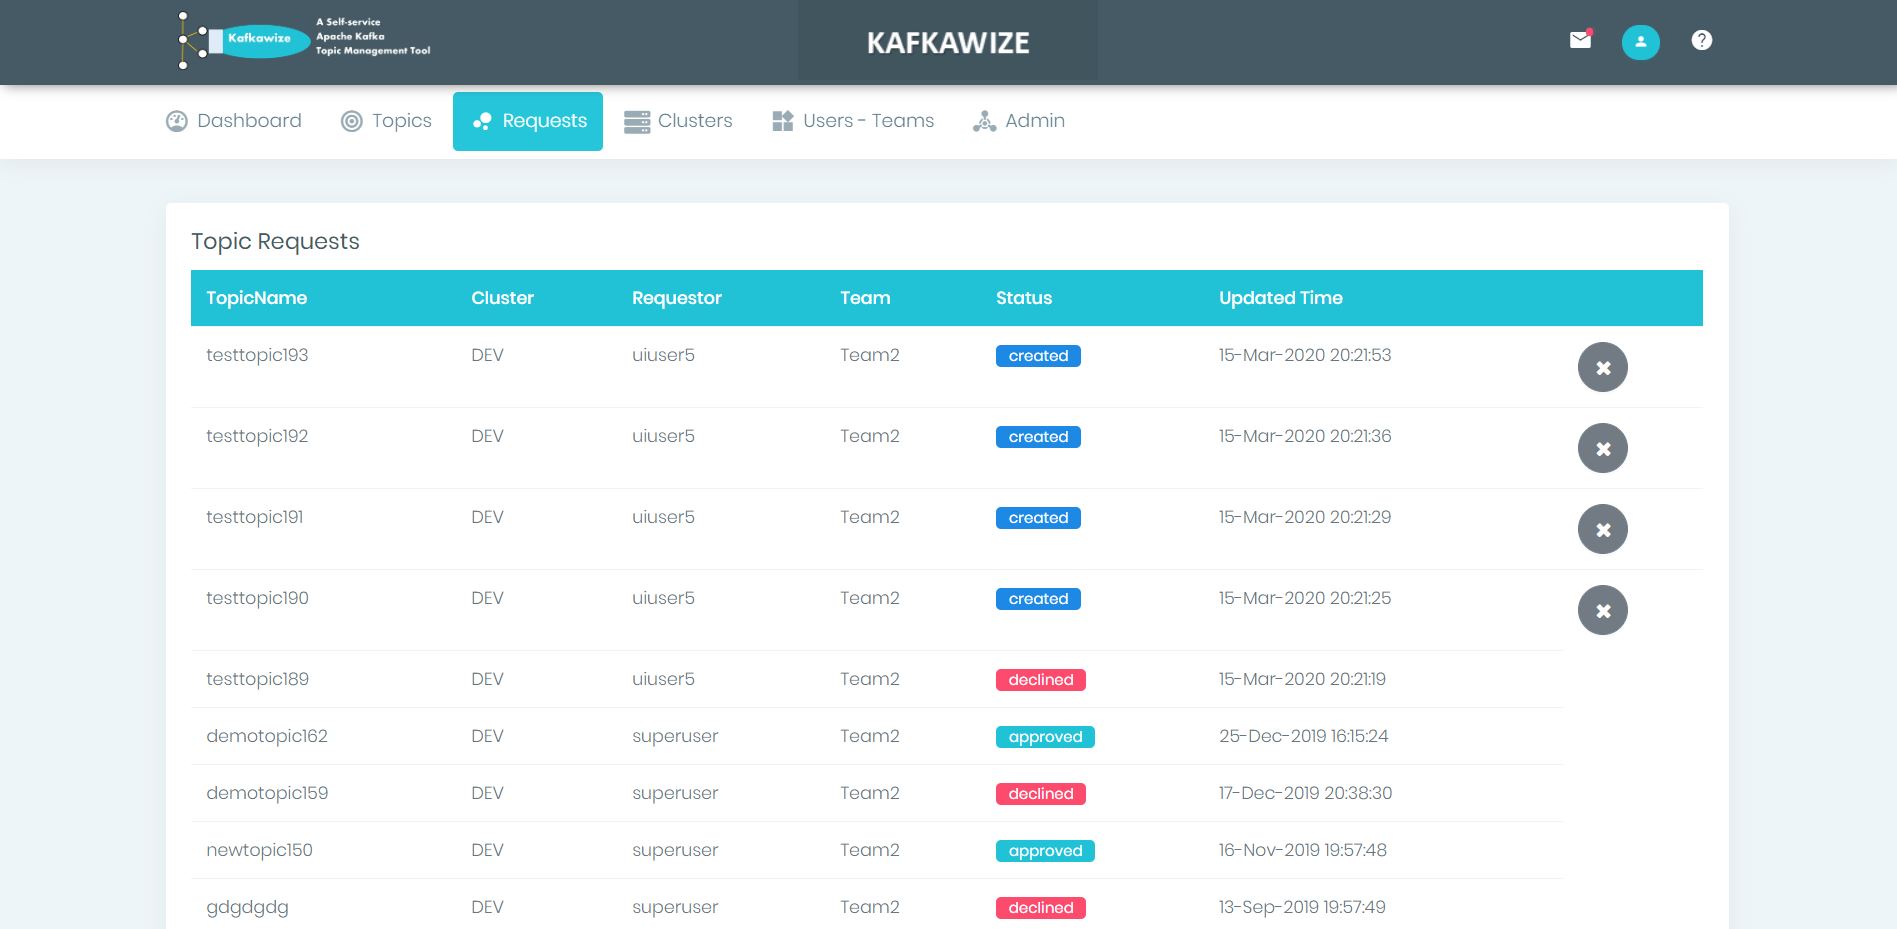 Kafkawize
A Self-service
Apache Kafka
Topic Management Tool
KAFKAWIZE
Dashboard Topics Requests Clusters Users - Teams Admin
Topic Requests
TopicName Cluster Requestor Team Status Updated Time
testtopic193 DEV uiuser5 Team2 created 15-Mar-2020 20:21:53
testtopic192 DEV uiuser5 Team2 created 15-Mar-2020 20:21:36
testtopic191 DEV uiuser5 Team2 created 15-Mar-2020 20:21:29
testtopic190 DEV uiuser5 Team2 created 15-Mar-2020 20:21:25
testtopic189 DEV uiuser5 Team2 declined 15-Mar-2020 20:21:19
demotopic162 DEV superuser Team2 approved 25-Dec-2019 16:15:24
demotopic159 DEV superuser Team2 declined 17-Dec-2019 20:38:30
newtopic150 DEV superuser Team2 approved 16-Nov-2019 19:57:48
gdgdgdg DEV superuser Team2 declined 13-Sep-2019 19:57:49